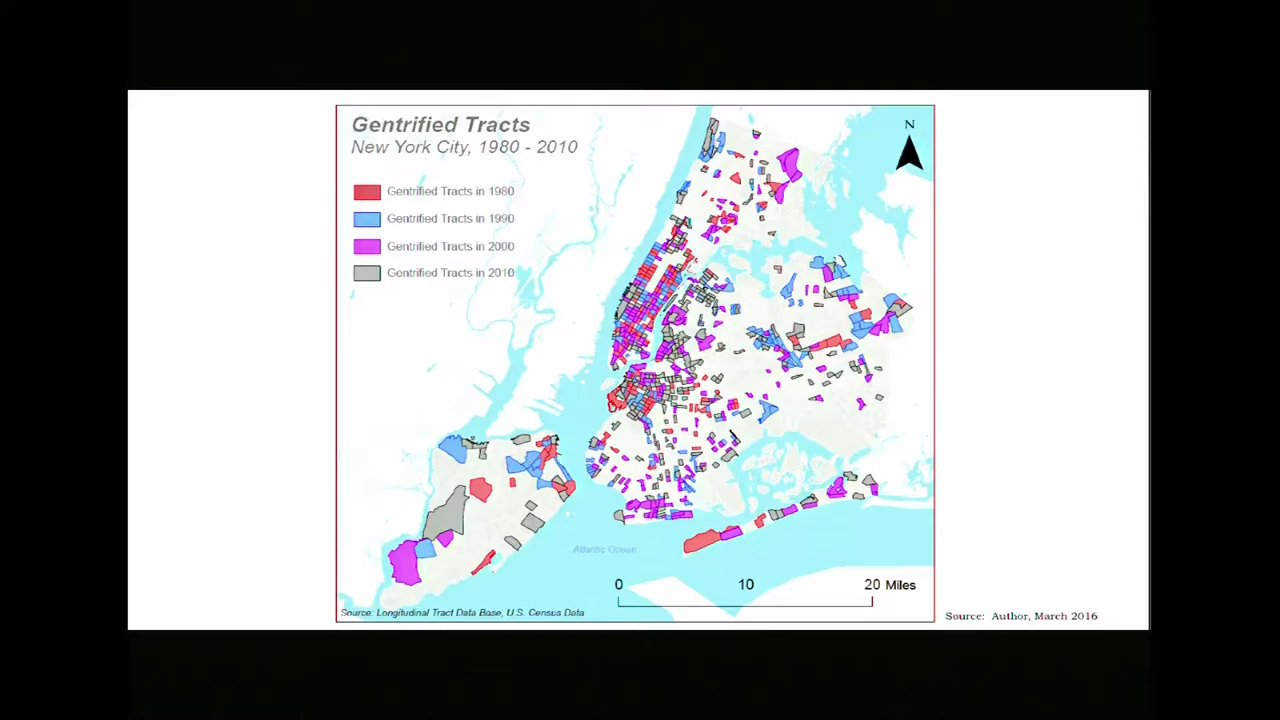 Gentrified Tracts
New York City, 1980 - 2010
N
Gentrified Tracts in 1980
Gentrified Tracts in 1990
Gentrified Tracts in 2000
Gentrified Tracts in 2010
Atlantic Ocean
0 10 20 Miles
Source: Longitudinal Tract Data Base, U.S. Census Data
Source: Author, March 2016